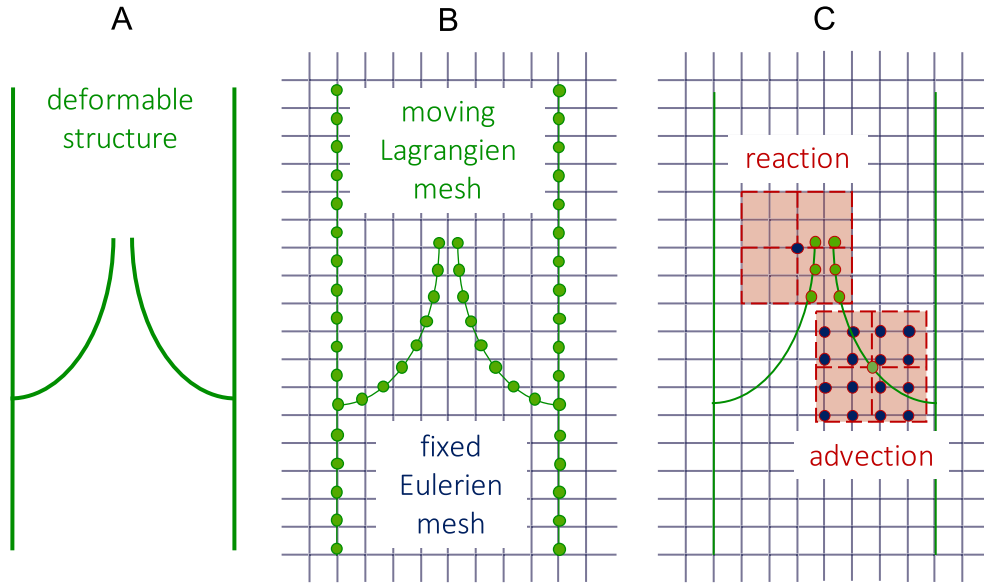 A
B
C
deformable
structure
moving
Lagrangien
mesh
fixed
Eulerien
mesh
reaction
advection